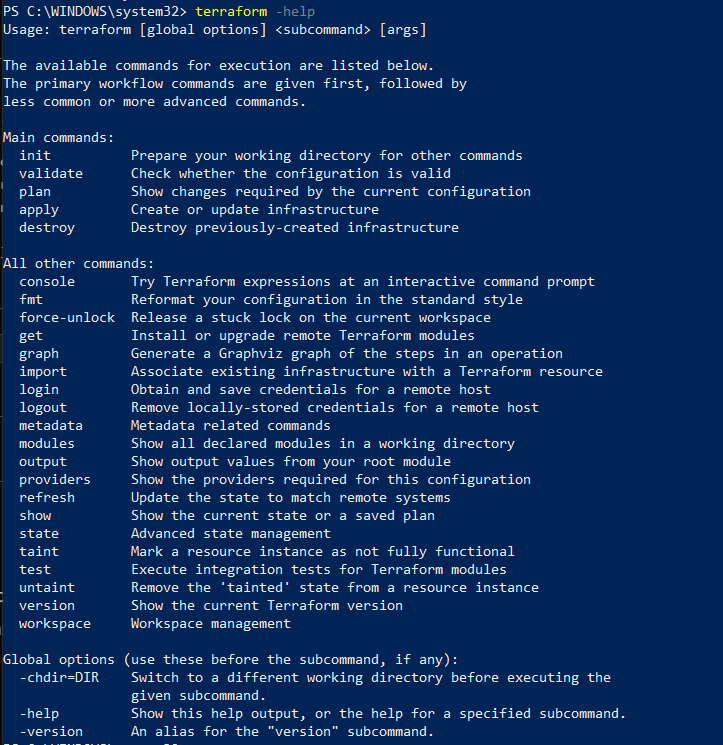 PS C:\WINDOWS\system32> terraform -help
Usage: terraform [global options] <subcommand> [args]
The available commands for execution are listed below.
The primary workflow commands are given first, followed by
less common or more advanced commands.
Main commands:
init Prepare your working directory for other commands
validate Check whether the configuration is valid
plan Show changes required by the current configuration
apply Create or update infrastructure
destroy Destroy previously-created infrastructure
All other commands:
console Try Terraform expressions at an interactive command prompt
fmt Reformat your configuration in the standard style
force-unlock Release a stuck lock on the current workspace
get Install or upgrade remote Terraform modules
graph Generate a Graphviz graph of the steps in an operation
import Associate existing infrastructure with a Terraform resource
login Obtain and save credentials for a remote host
logout Remove locally-stored credentials for a remote host
metadata Metadata related commands
modules Show all declared modules in a working directory
output Show output values from your root module
providers Show the providers required for this configuration
refresh Update the state to match remote systems
show Show the current state or a saved plan
state Advanced state management
taint Mark a resource instance as not fully functional
test Execute integration tests for Terraform modules
untaint Remove the 'tainted' state from a resource instance
version Show the current Terraform version
workspace Workspace management
Global options (use these before the subcommand, if any):
-chdir=DIR Switch to a different working directory before executing the
given subcommand.
-help Show this help output, or the help for a specified subcommand.
-version An alias for the "version" subcommand.